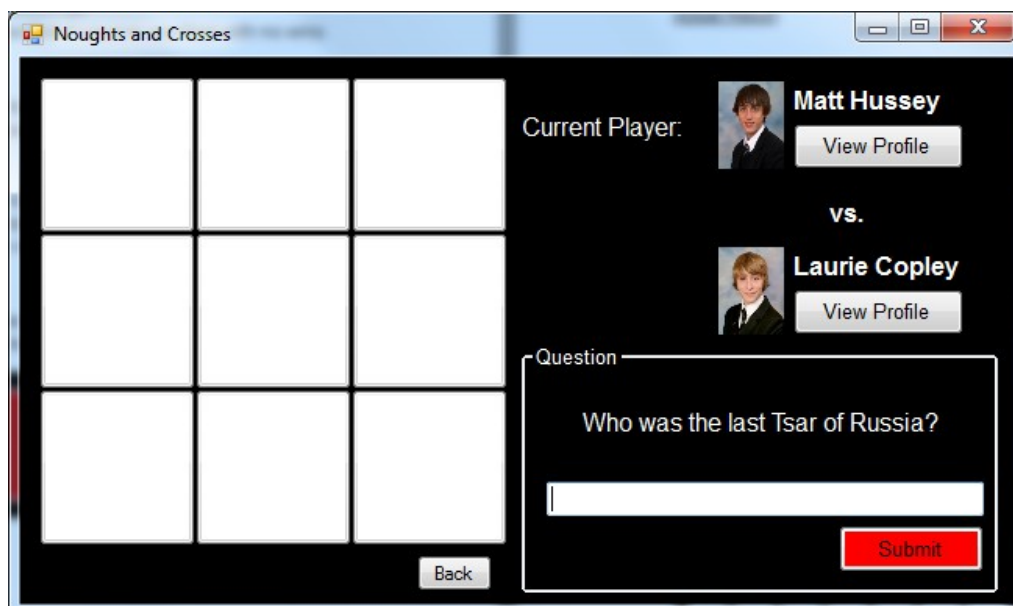 Noughts and Crosses
Current Player:
Matt Hussey
View Profile
vs.
Laurie Copley
View Profile
Question
Who was the last Tsar of Russia?
Submit
Back